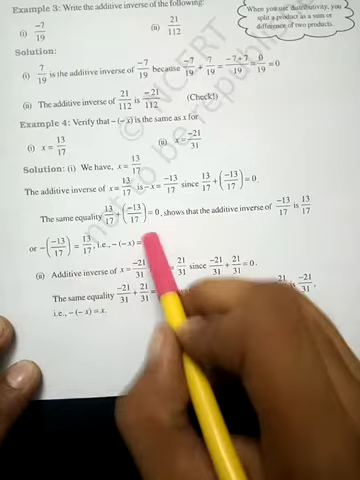 Example 3: Write the additive inverse of the following:
(i) -7/19 (ii) 21/112
When you use distributivity, you
split a product as a sum or
difference of two products.
Solution:
(i) 7/19 is the additive inverse of -7/19 because -7/19 + 7/19 = -7+7/19 = 0/19 = 0
(ii) The additive inverse of 21/112 is -21/112 (Check!)
Example 4: Verify that – (– x) is the same as x for
(i) x = 13/17 (ii) x = -21/31
Solution: (i) We have, x = 13/17
The additive inverse of x = 13/17 is – x = -13/17 since 13/17 + (-13/17) = 0.
The same equality 13/17 + (-13/17) = 0, shows that the additive inverse of -13/17 is 13/17
or – (-13/17) = 13/17, i.e., – (– x) =
(ii) Additive inverse of x = -21/31 = 21/31 since -21/31 + 21/31 = 0.
The same equality -21/31 + 21/31 = 21/31 is -21/31,
i.e., – (– x) = x.
© NCERT
not to be republished